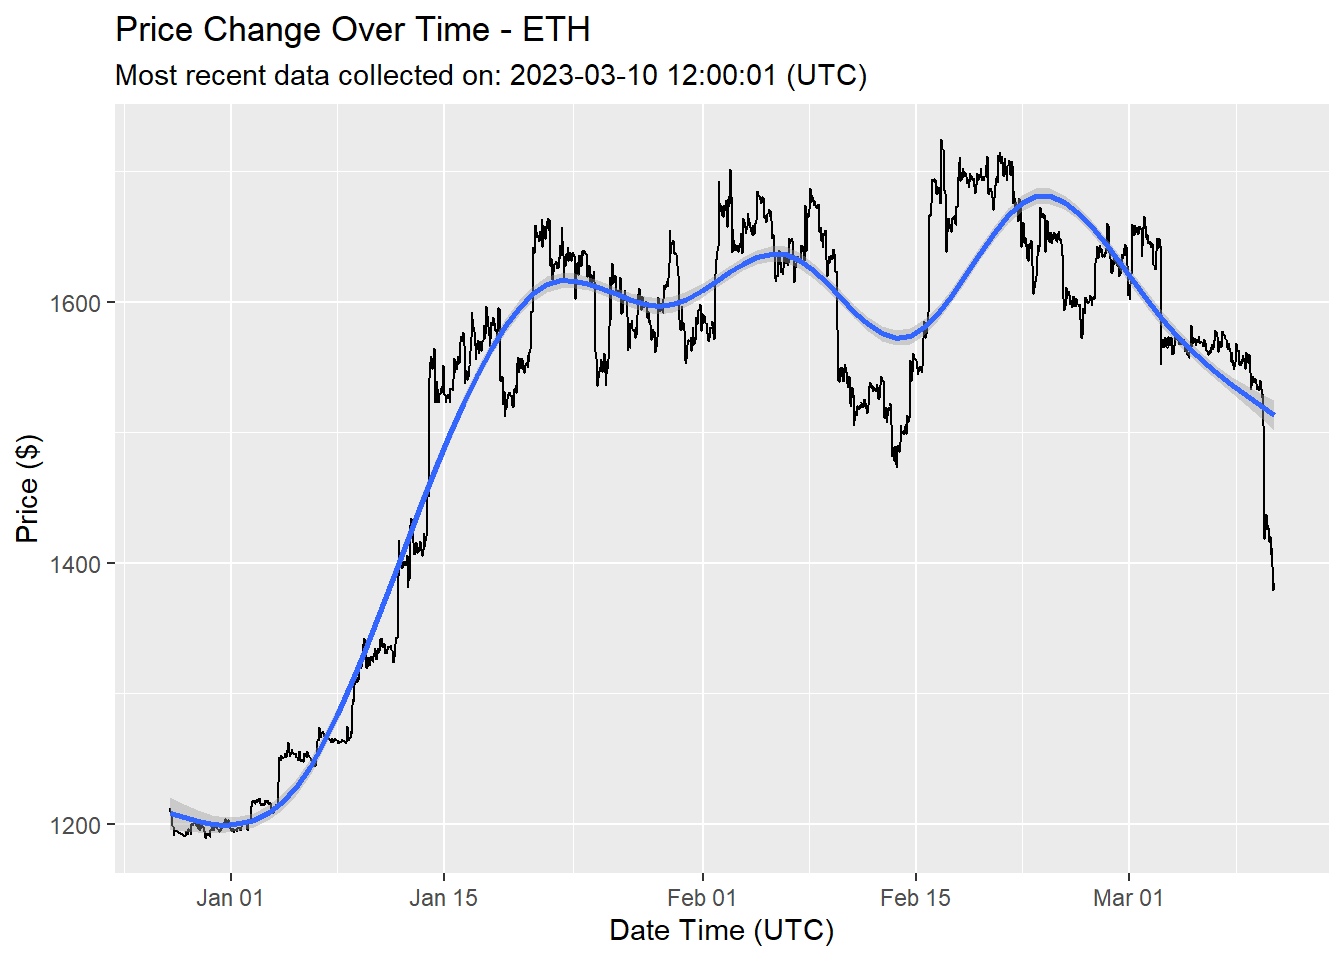 Price Change Over Time - ETH
Most recent data collected on: 2023-03-10 12:00:01 (UTC)
Price ($)
1600
1400
1200
Jan 01 Jan 15 Feb 01 Feb 15 Mar 01
Date Time (UTC)